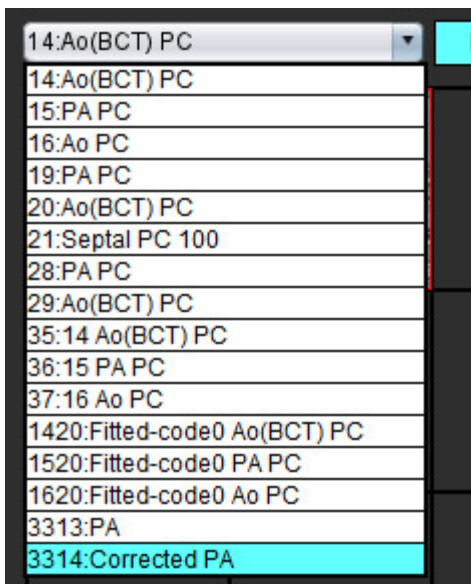 14:Ao(BCT) PC
14:Ao(BCT) PC
15:PA PC
16:Ao PC
19:PA PC
20:Ao(BCT) PC
21:Septal PC 100
28:PA PC
29:Ao(BCT) PC
35:14 Ao(BCT) PC
36:15 PA PC
37:16 Ao PC
1420:Fitted-code0 Ao(BCT) PC
1520:Fitted-code0 PA PC
1620:Fitted-code0 Ao PC
3313:PA
3314:Corrected PA